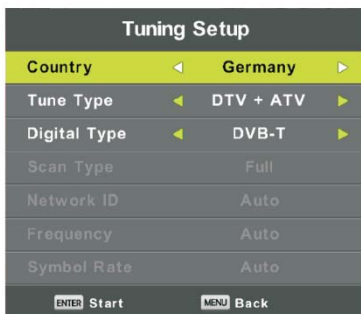 Tuning Setup
Country Germany
Tune Type DTV + ATV
Digital Type DVB-T
Scan Type Full
Network ID Auto
Frequency Auto
Symbol Rate Auto
ENTER Start MENU Back